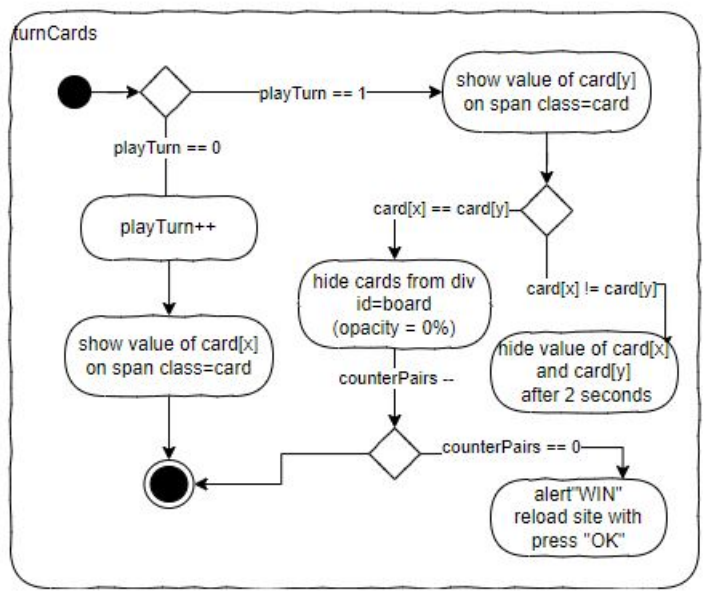 turnCards
playTurn == 1
show value of card[y]
on span class=card
playTurn == 0
playTurn++
card[x] == card[y]
hide cards from div
id=board
(opacity = 0%)
card[x] != card[y]
hide value of card[x]
and card[y]
after 2 seconds
show value of card[x]
on span class=card
counterPairs --
counterPairs == 0
alert"WIN"
reload site with
press "OK"